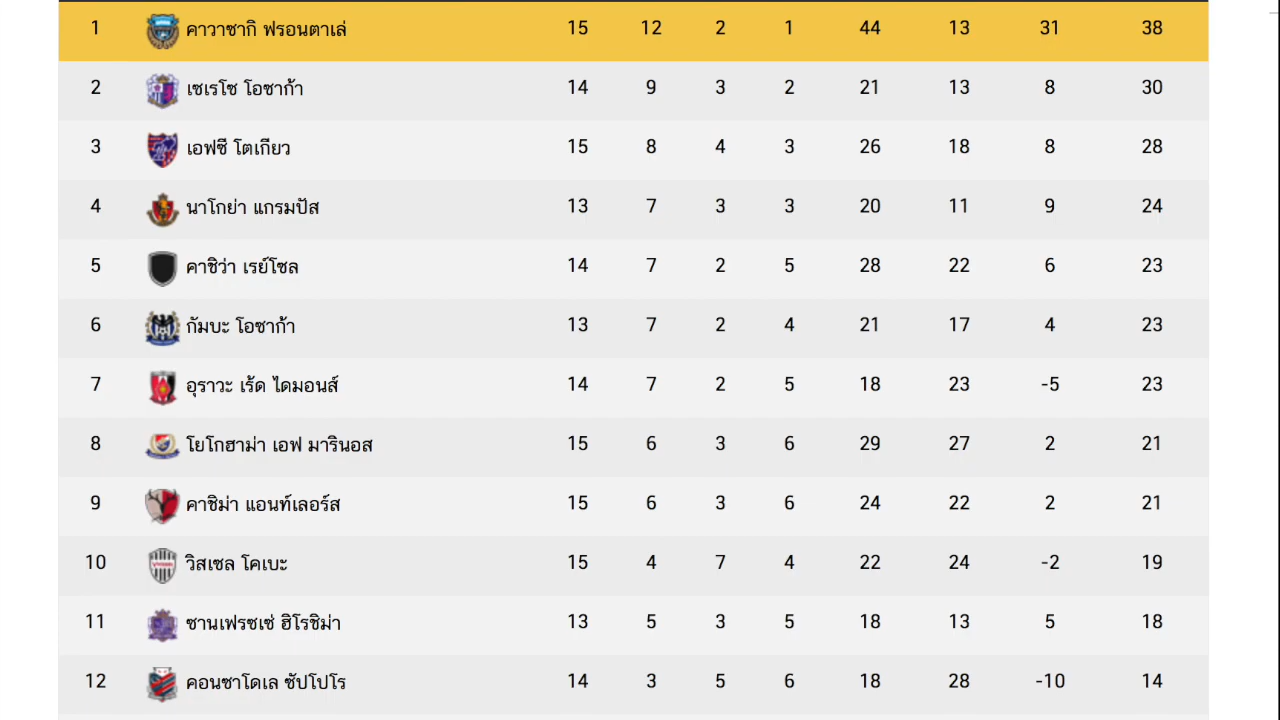 1 คาวาซากิ ฟรอนตาเล่ 15 12 2 1 44 13 31 38
2 เซเรโซ โอซาก้า 14 9 3 2 21 13 8 30
3 เอฟซี โตเกียว 15 8 4 3 26 18 8 28
4 นาโกย่า แกรมปัส 13 7 3 3 20 11 9 24
5 คาชิว่า เรย์โซล 14 7 2 5 28 22 6 23
6 กัมบะ โอซาก้า 13 7 2 4 21 17 4 23
7 อุราวะ เร้ด ไดมอนส์ 14 7 2 5 18 23 -5 23
8 โยโกฮาม่า เอฟ มารินอส 15 6 3 6 29 27 2 21
9 คาชิม่า แอนท์เลอร์ส 15 6 3 6 24 22 2 21
10 วิสเซล โคเบะ 15 4 7 4 22 24 -2 19
11 ซานเฟรซเซ่ ฮิโรชิม่า 13 5 3 5 18 13 5 18
12 คอนซาโดเล ซัปโปโร 14 3 5 6 18 28 -10 14